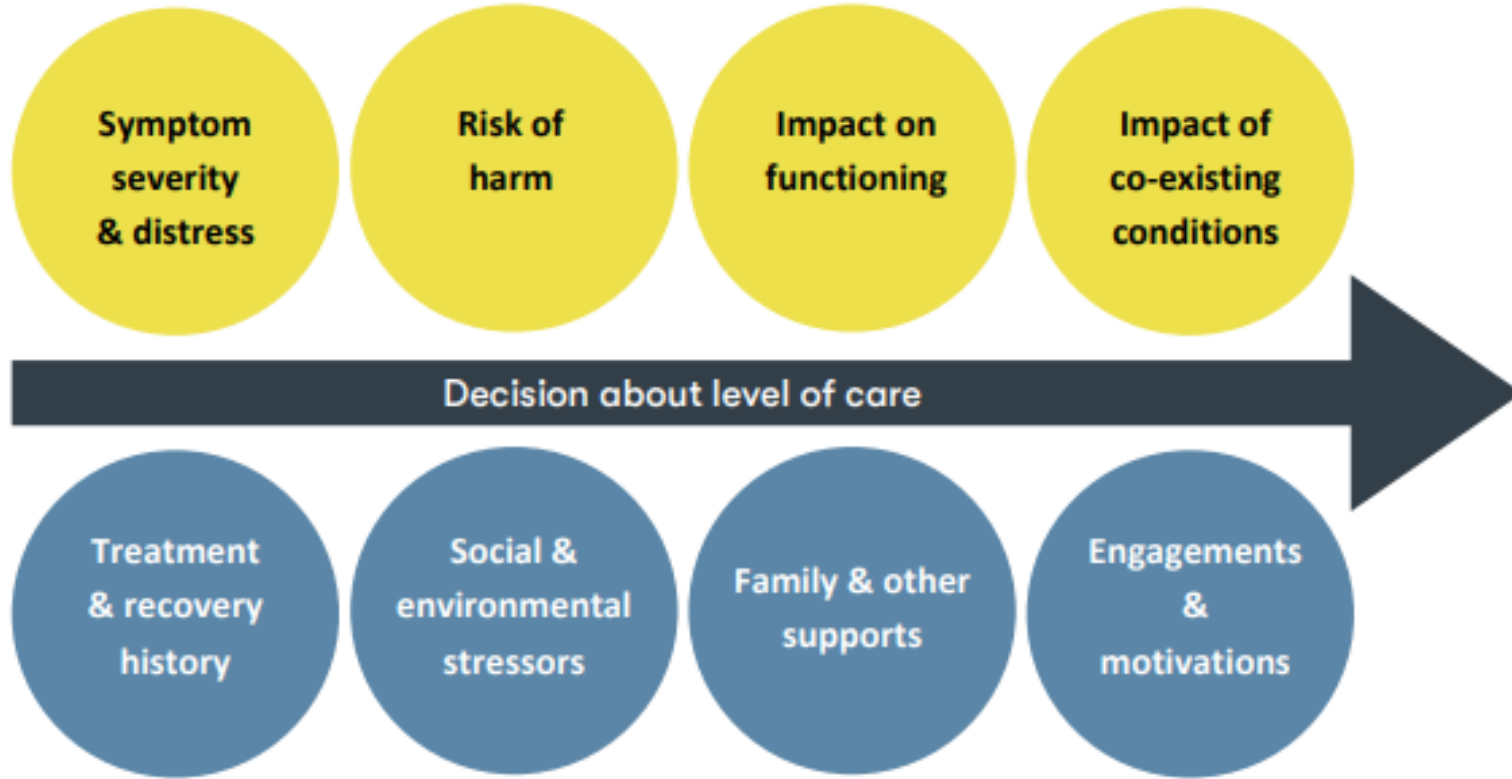 Symptom
severity
& distress
Risk of
harm
Impact on
functioning
Impact of
co-existing
conditions
Decision about level of care
Treatment
& recovery
history
Social &
environmental
stressors
Family & other
supports
Engagements
&
motivations